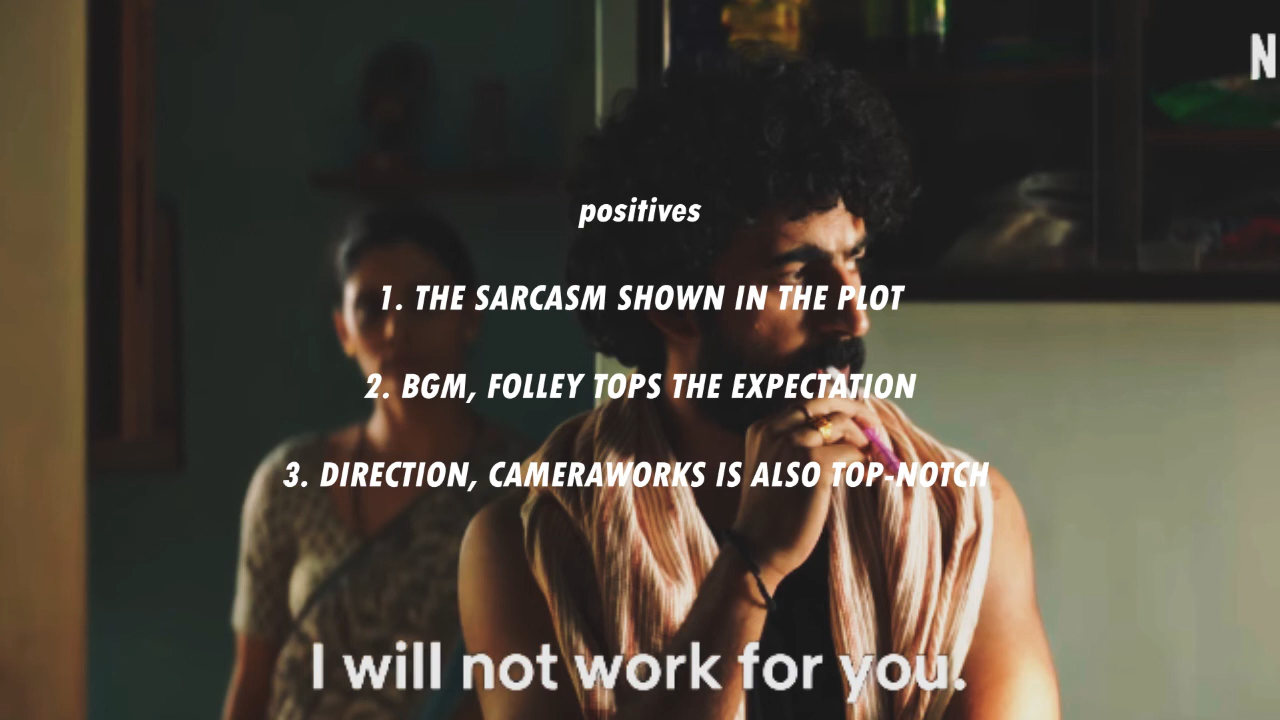 N
positives
1. THE SARCASM SHOWN IN THE PLOT
2. BGM, FOLLEY TOPS THE EXPECTATION
3. DIRECTION, CAMERAWORKS IS ALSO TOP-NOTCH
I will not work for you.